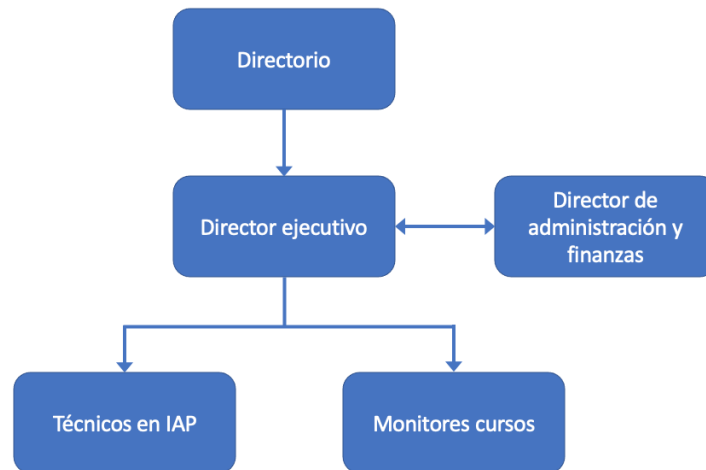 Directorio
Director ejecutivo
Director de
administración y
finanzas
Técnicos en IAP
Monitores cursos